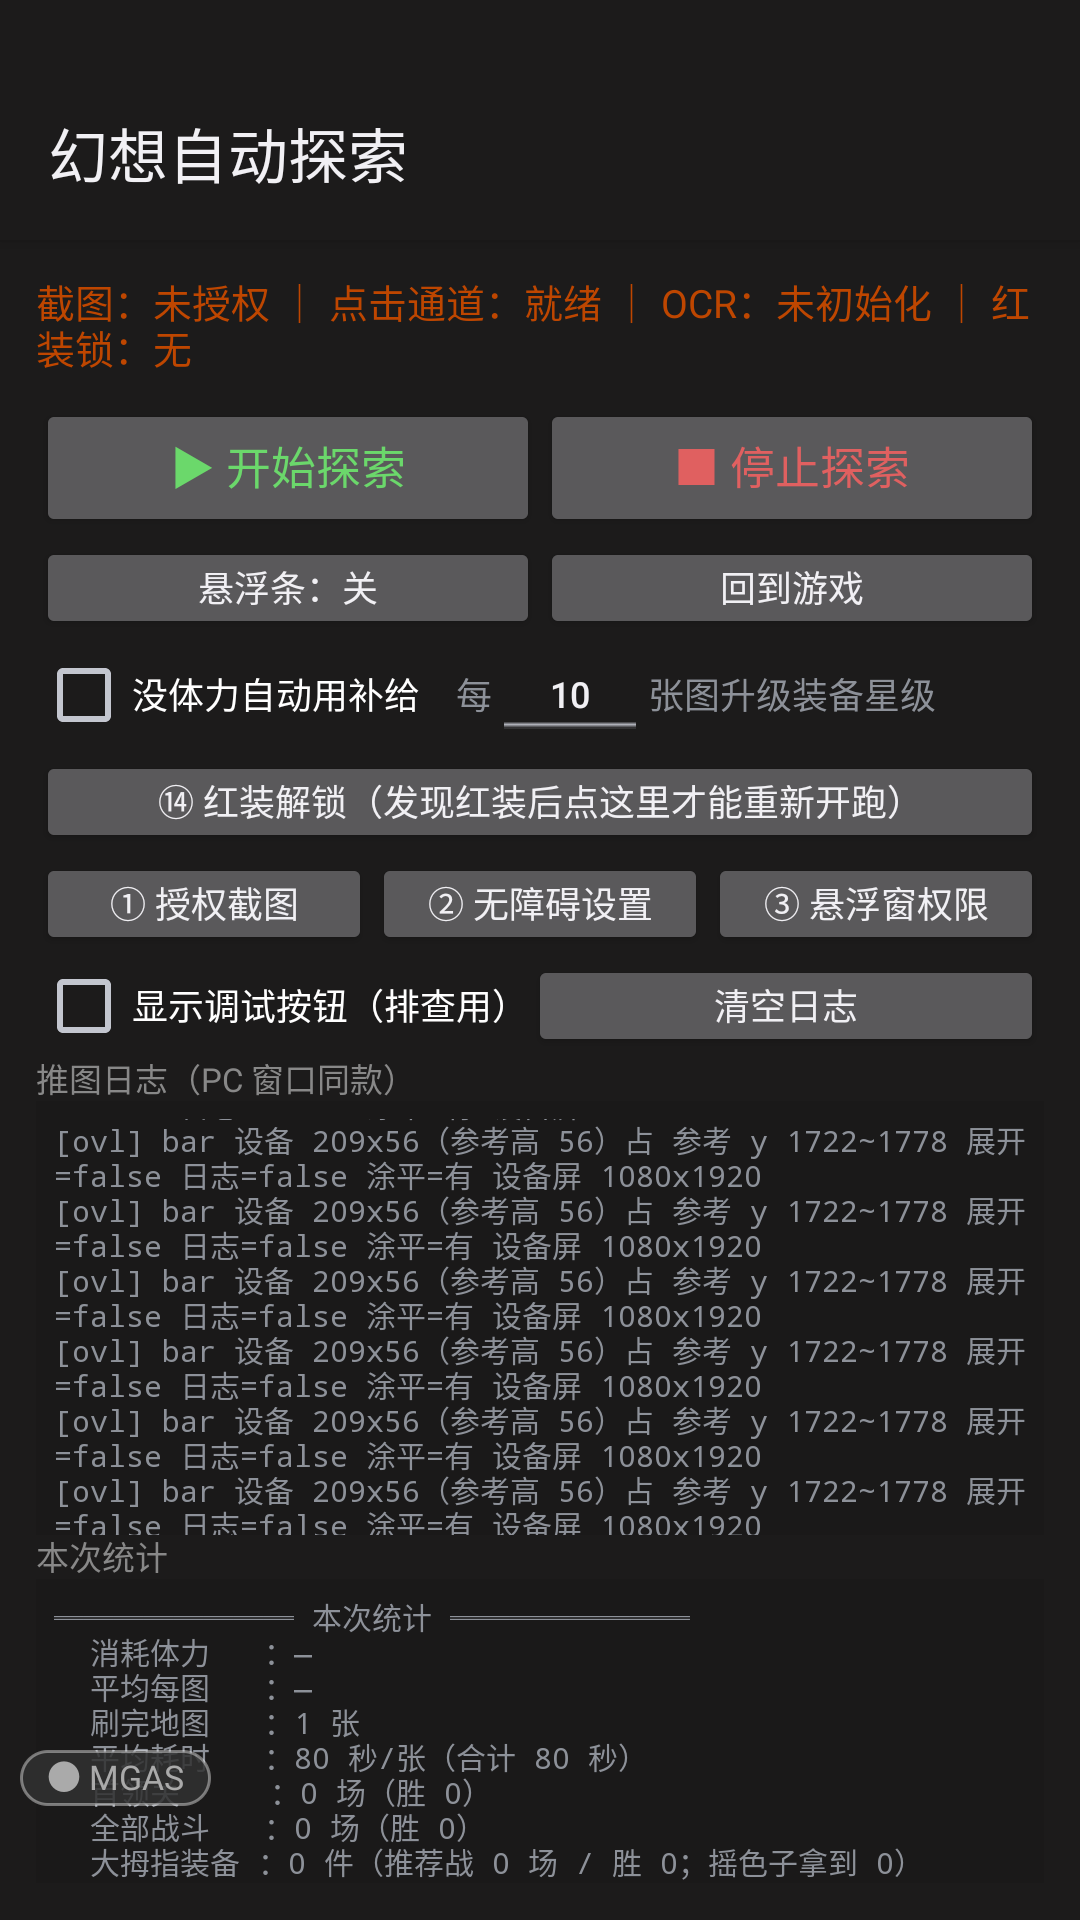 幻想自动探索
截图：未授权 ｜ 点击通道：就绪 ｜ OCR：未初始化 ｜ 红
装锁：无
▶ 开始探索
■ 停止探索
悬浮条：关
回到游戏
没体力自动用补给 每 10 张图升级装备星级
⑭ 红装解锁（发现红装后点这里才能重新开跑）
① 授权截图
② 无障碍设置
③ 悬浮窗权限
显示调试按钮（排查用）
清空日志
推图日志（PC 窗口同款）
[ovl] bar 设备 209x56（参考高 56）占 参考 y 1722~1778 展开
=false 日志=false 涂平=有 设备屏 1080x1920
[ovl] bar 设备 209x56（参考高 56）占 参考 y 1722~1778 展开
=false 日志=false 涂平=有 设备屏 1080x1920
[ovl] bar 设备 209x56（参考高 56）占 参考 y 1722~1778 展开
=false 日志=false 涂平=有 设备屏 1080x1920
[ovl] bar 设备 209x56（参考高 56）占 参考 y 1722~1778 展开
=false 日志=false 涂平=有 设备屏 1080x1920
[ovl] bar 设备 209x56（参考高 56）占 参考 y 1722~1778 展开
=false 日志=false 涂平=有 设备屏 1080x1920
[ovl] bar 设备 209x56（参考高 56）占 参考 y 1722~1778 展开
=false 日志=false 涂平=有 设备屏 1080x1920
本次统计
════════ 本次统计 ════════
消耗体力 ：—
平均每图 ：—
刷完地图 ：1 张
平均耗时 ：80 秒/张（合计 80 秒）
：0 场（胜 0）
● MGAS
全部战斗 ：0 场（胜 0）
大拇指装备 ：0 件（推荐战 0 场 / 胜 0；摇色子拿到 0）